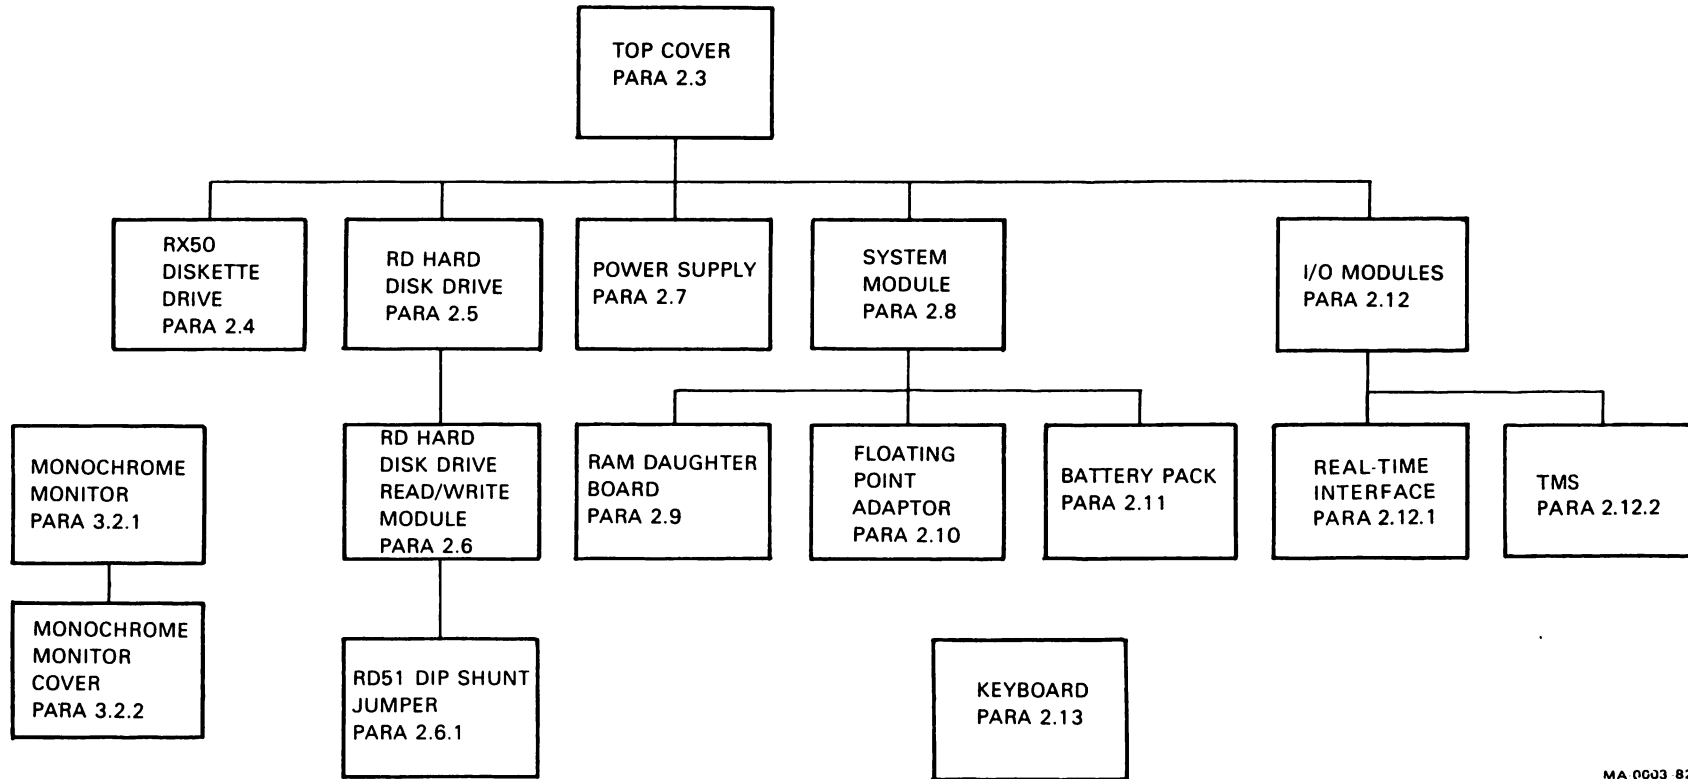 TOP COVER
PARA 2.3
RX50
DISKETTE
DRIVE
PARA 2.4
RD HARD
DISK DRIVE
PARA 2.5
POWER SUPPLY
PARA 2.7
SYSTEM
MODULE
PARA 2.8
I/O MODULES
PARA 2.12
MONOCHROME
MONITOR
PARA 3.2.1
RD HARD
DISK DRIVE
READ/WRITE
MODULE
PARA 2.6
RAM DAUGHTER
BOARD
PARA 2.9
FLOATING
POINT
ADAPTOR
PARA 2.10
BATTERY PACK
PARA 2.11
REAL-TIME
INTERFACE
PARA 2.12.1
TMS
PARA 2.12.2
MONOCHROME
MONITOR
COVER
PARA 3.2.2
RD51 DIP SHUNT
JUMPER
PARA 2.6.1
KEYBOARD
PARA 2.13
MA-0003-82